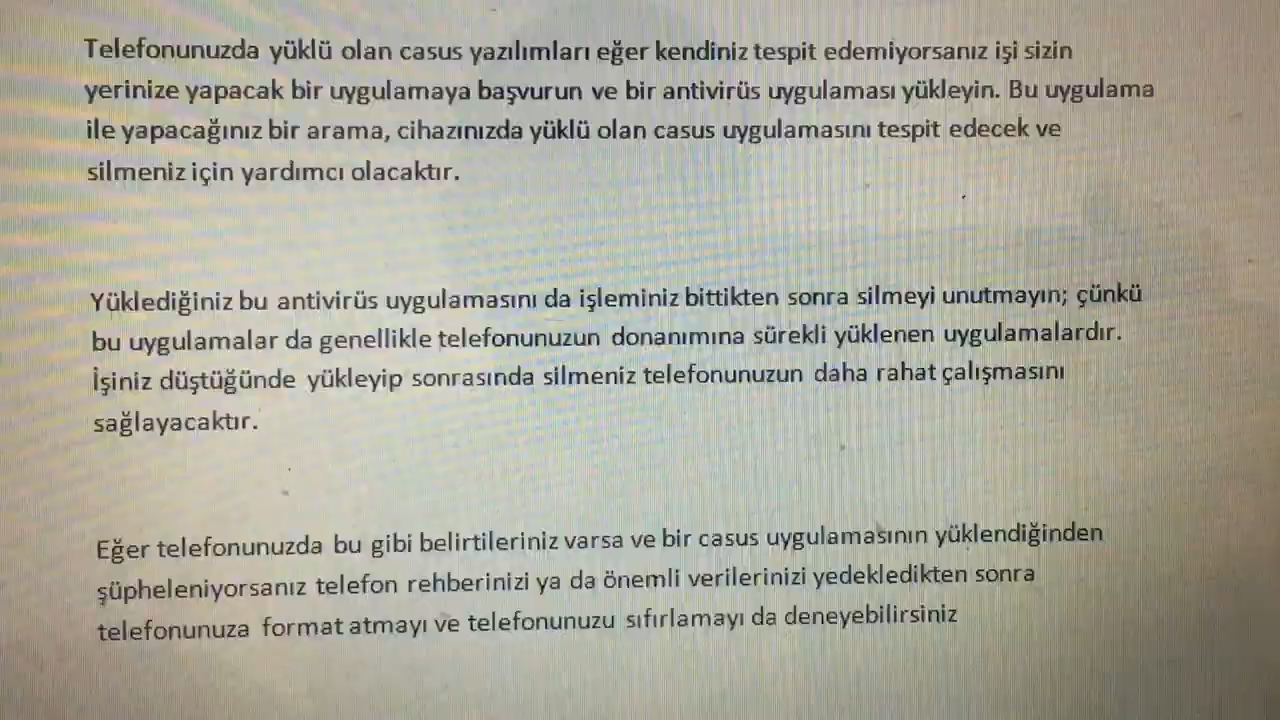 Telefonunuzda yüklü olan casus yazılımları eğer kendiniz tespit edemiyorsanız işi sizin
yerinize yapacak bir uygulamaya başvurun ve bir antivirüs uygulaması yükleyin. Bu uygulama
ile yapacağınız bir arama, cihazınızda yüklü olan casus uygulamasını tespit edecek ve
silmeniz için yardımcı olacaktır.
Yüklediğiniz bu antivirüs uygulamasını da işleminiz bittikten sonra silmeyi unutmayın; çünkü
bu uygulamalar da genellikle telefonunuzun donanımına sürekli yüklenen uygulamalardır.
İşiniz düştüğünde yükleyip sonrasında silmeniz telefonunuzun daha rahat çalışmasını
sağlayacaktır.
Eğer telefonunuzda bu gibi belirtileriniz varsa ve bir casus uygulamasının yüklendiğinden
şüpheleniyorsanız telefon rehberinizi ya da önemli verilerinizi yedekledikten sonra
telefonunuza format atmayı ve telefonunuzu sıfırlamayı da deneyebilirsiniz